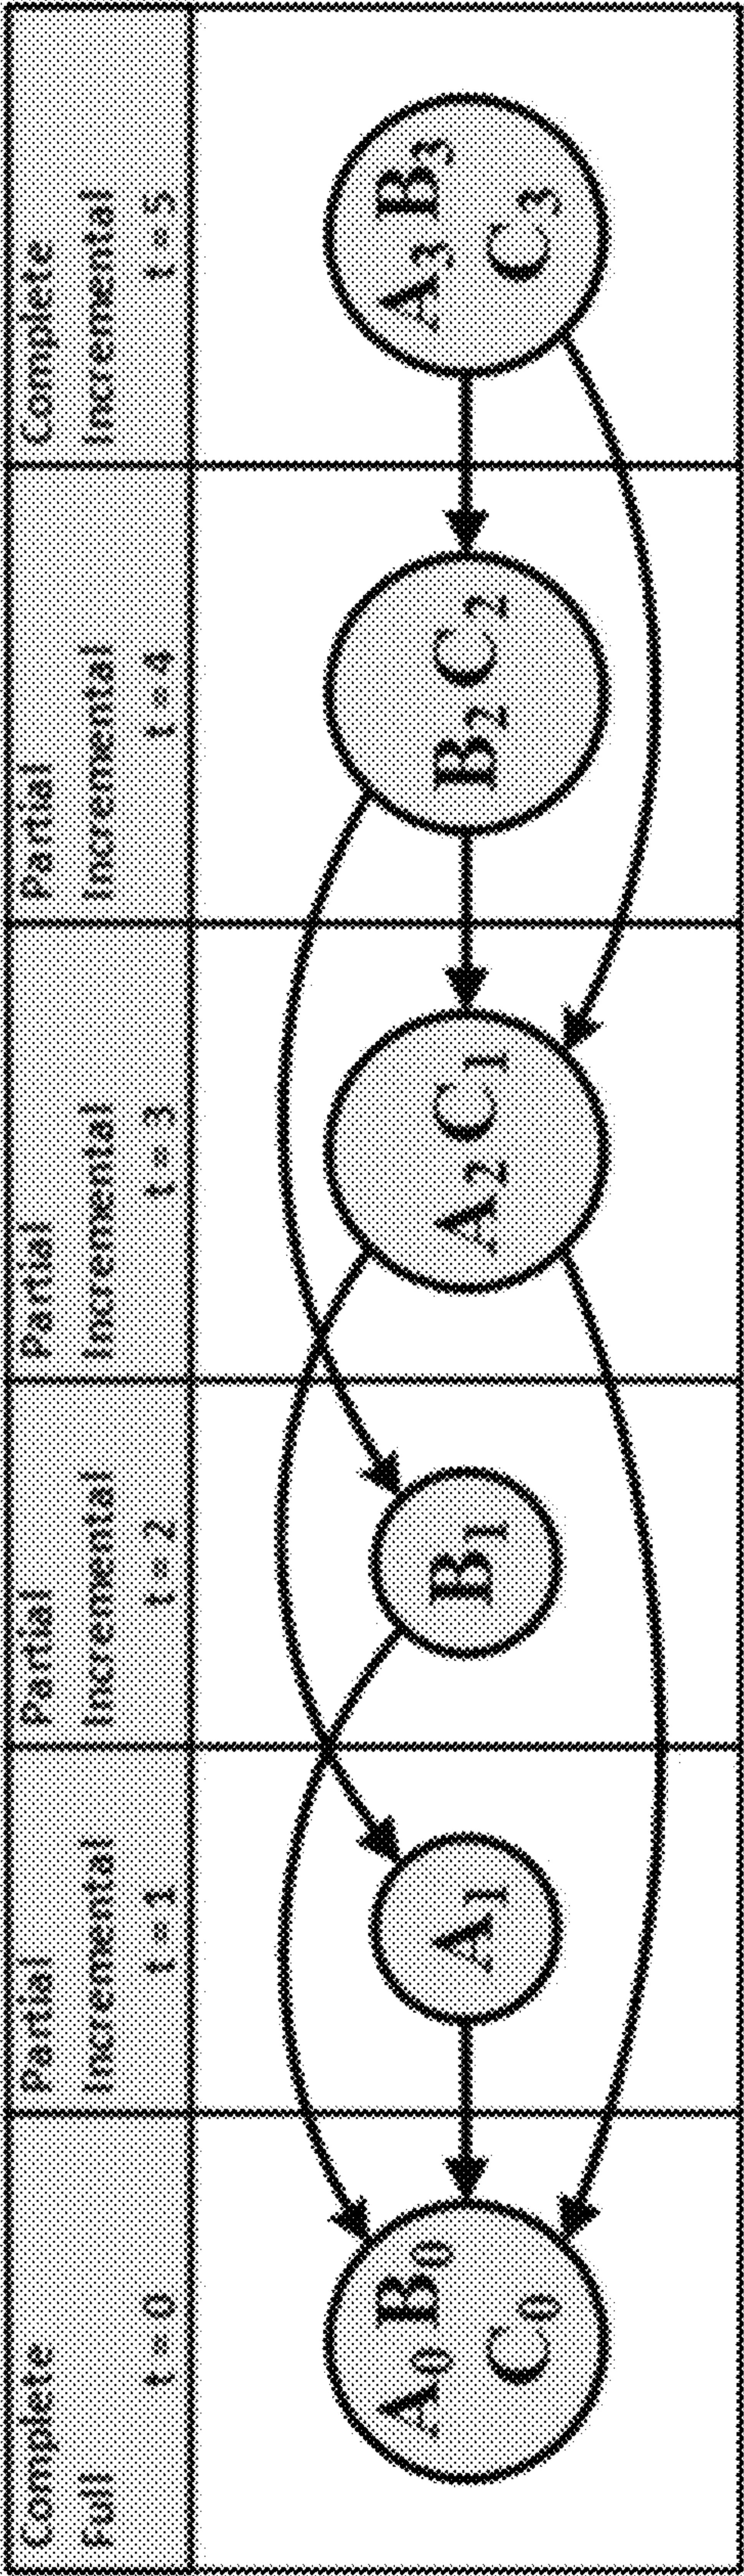 Complete
Full
t = 0
Partial
Incremental
t = 1
Partial
Incremental
t = 2
Partial
Incremental
t = 3
Partial
Incremental
t = 4
Complete
Incremental
t = 5
A₀ B₀
C₀
A₁
B₁
A₂ C₁
B₂ C₂
A₃ B₃
C₃